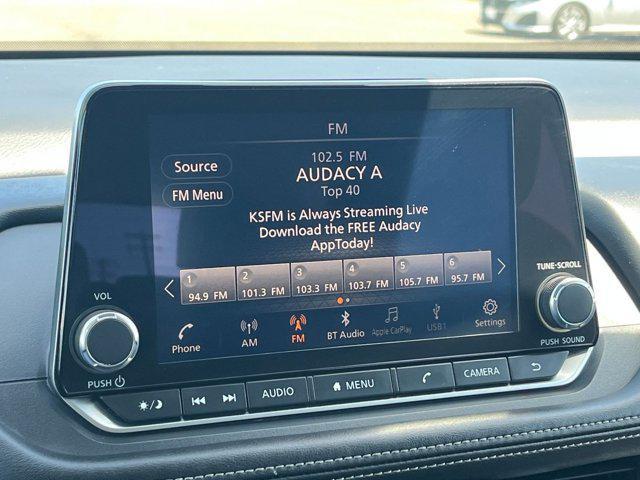 FM
Source
FM Menu
102.5 FM
AUDACY A
Top 40
KSFM is Always Streaming Live
Download the FREE Audacy
AppToday!
1 2 3 4 5 6
94.9 FM 101.3 FM 103.3 FM 103.7 FM 105.7 FM 95.7 FM
Phone AM FM BT Audio Apple CarPlay USB1 Settings
VOL
PUSH
TUNE·SCROLL
PUSH SOUND
AUDIO MENU CAMERA